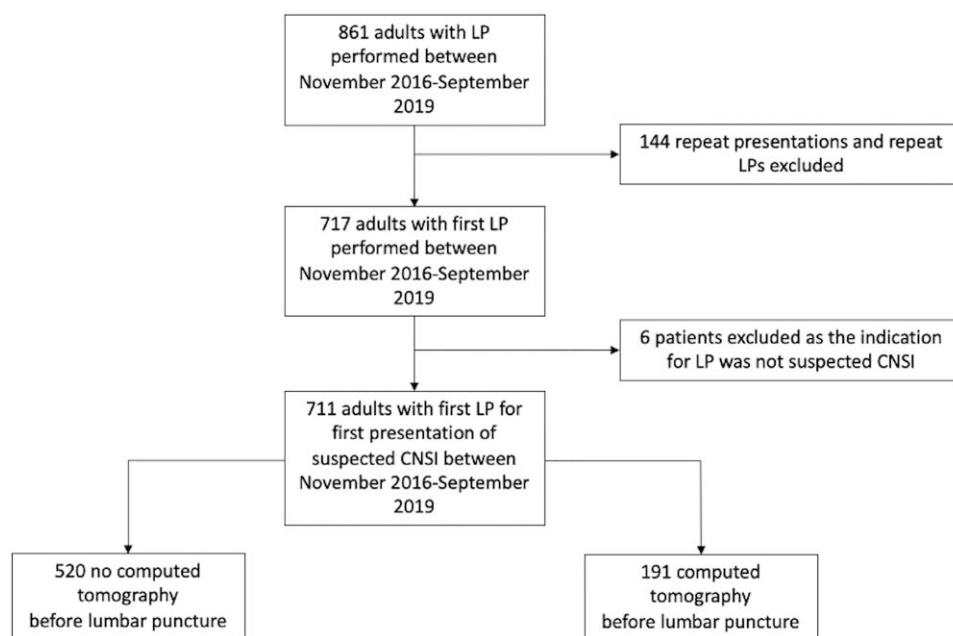 861 adults with LP
performed between
November 2016-September
2019
144 repeat presentations and repeat
LPs excluded
717 adults with first LP
performed between
November 2016-September
2019
6 patients excluded as the indication
for LP was not suspected CNSI
711 adults with first LP for
first presentation of
suspected CNSI between
November 2016-September
2019
520 no computed
tomography
before lumbar puncture
191 computed
tomography
before lumbar puncture